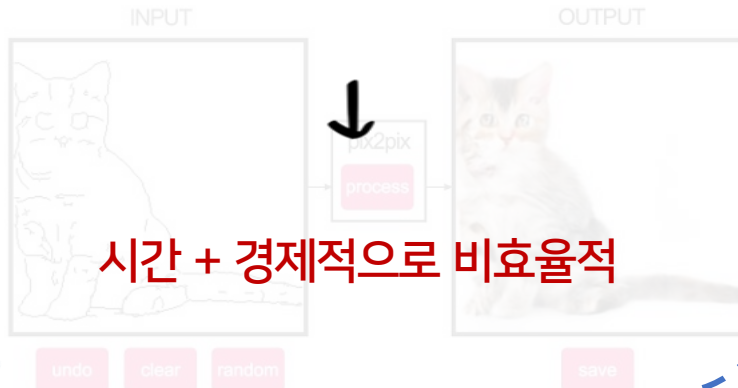 INPUT
OUTPUT
pix2pix
process
시간 + 경제적으로 비효율적
undo clear random
save